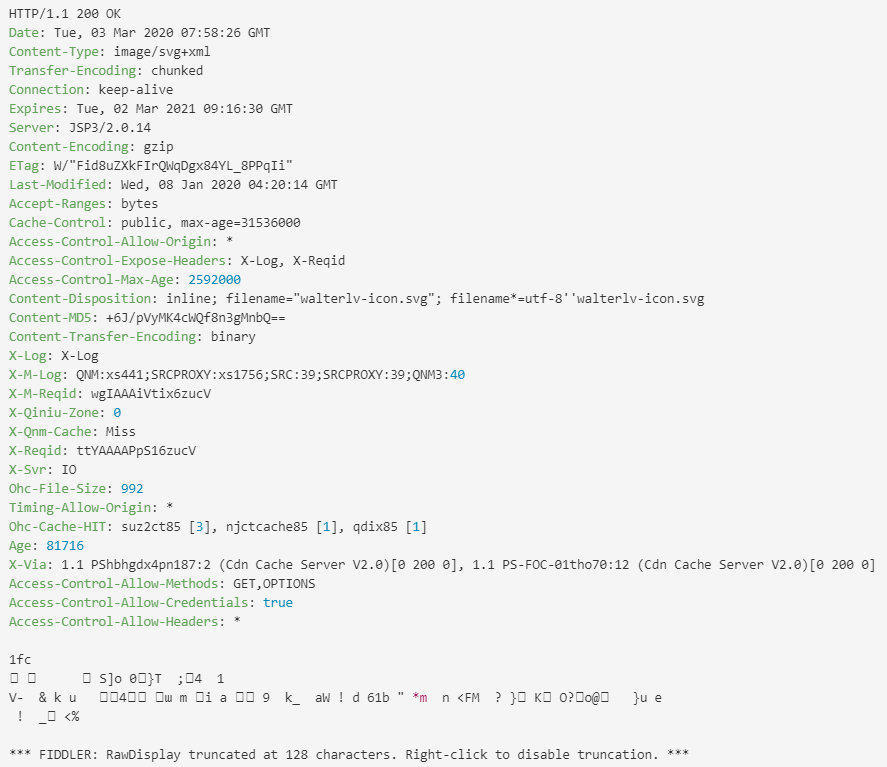 HTTP/1.1 200 OK
Date: Tue, 03 Mar 2020 07:58:26 GMT
Content-Type: image/svg+xml
Transfer-Encoding: chunked
Connection: keep-alive
Expires: Tue, 02 Mar 2021 09:16:30 GMT
Server: JSP3/2.0.14
Content-Encoding: gzip
ETag: W/"Fid8uZXkFIrQWqDgx84YL_8PPqIi"
Last-Modified: Wed, 08 Jan 2020 04:20:14 GMT
Accept-Ranges: bytes
Cache-Control: public, max-age=31536000
Access-Control-Allow-Origin: *
Access-Control-Expose-Headers: X-Log, X-Reqid
Access-Control-Max-Age: 2592000
Content-Disposition: inline; filename="walterlv-icon.svg"; filename*=utf-8''walterlv-icon.svg
Content-MD5: +6J/pVyMK4cWQf8n3gMnbQ==
Content-Transfer-Encoding: binary
X-Log: X-Log
X-M-Log: QNM:xs441;SRCPROXY:xs1756;SRC:39;SRCPROXY:39;QNM3:40
X-M-Reqid: wgIAAAiVtix6zucV
X-Qiniu-Zone: 0
X-Qnm-Cache: Miss
X-Reqid: ttYAAAAPpS16zucV
X-Svr: IO
Ohc-File-Size: 992
Timing-Allow-Origin: *
Ohc-Cache-HIT: suz2ct85 [3], njctcache85 [1], qdix85 [1]
Age: 81716
X-Via: 1.1 PShbhgdx4pn187:2 (Cdn Cache Server V2.0)[0 200 0], 1.1 PS-FOC-01tho70:12 (Cdn Cache Server V2.0)[0 200 0]
Access-Control-Allow-Methods: GET,OPTIONS
Access-Control-Allow-Credentials: true
Access-Control-Allow-Headers: *
1fc
S]o 0 }T ; 4 1
V- & k u 4 w m i a 9 k_ aW ! d 61b " *m n <FM ? } K O? o@ }u e
! _ <%
*** FIDDLER: RawDisplay truncated at 128 characters. Right-click to disable truncation. ***